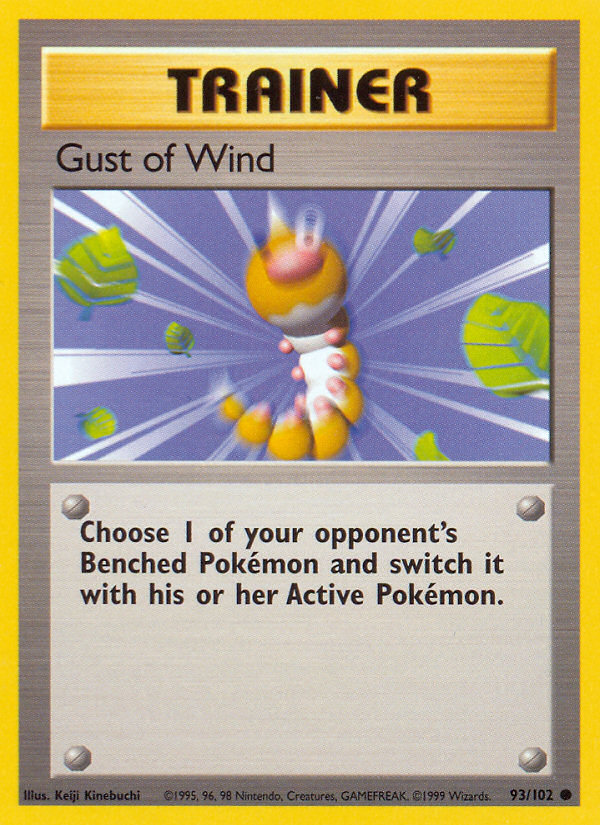 TRAINER
Gust of Wind
Choose 1 of your opponent's
Benched Pokémon and switch it
with his or her Active Pokémon.
Illus. Keiji Kinebuchi ©1995, 96, 98 Nintendo, Creatures, GAMEFREAK. ©1999 Wizards. 93/102 ●